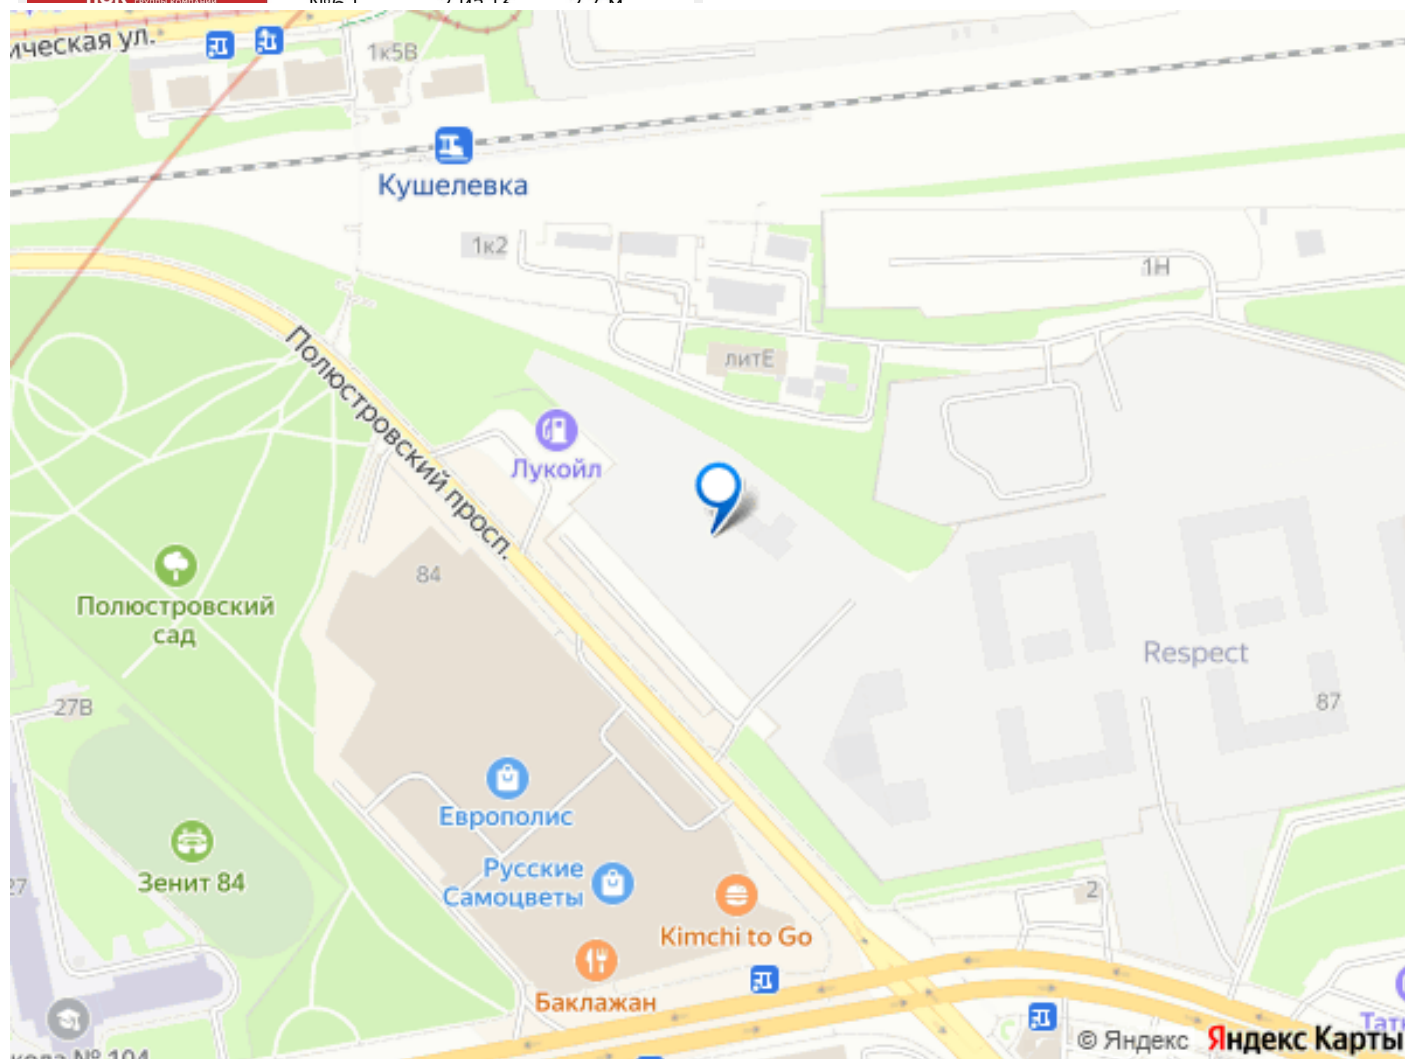 ическая ул.
1к5В
Кушелевка
1к2
1Н
литЕ
Полюстровский просп.
Лукойл
84
Полюстровский
сад
Respect
87
27В
Европолис
Зенит 84
27
Русские
Самоцветы
2
Kimchi to Go
Баклажан
© Яндекс Яндекс Карты